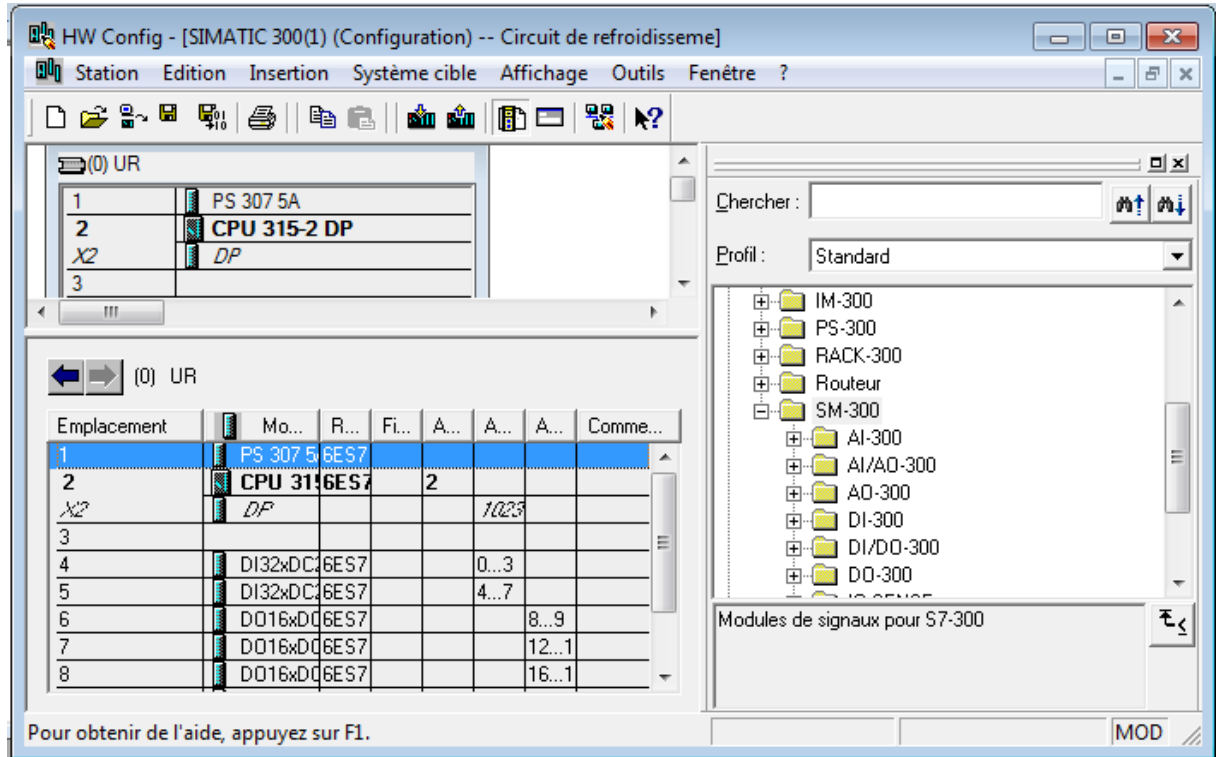 HW Config - [SIMATIC 300(1) (Configuration) -- Circuit de refroidisseme]
Station Edition Insertion Système cible Affichage Outils Fenêtre ?
(0) UR
1 PS 307 5A
2 CPU 315-2 DP
X2 DP
3
(0) UR
Emplacement Mo... R... Fi... A... A... A... Comme...
1 PS 307 5 6ES7
2 CPU 315 6ES7 2
X2 DP 1023
3
4 DI32xDC2 6ES7 0...3
5 DI32xDC2 6ES7 4...7
6 DO16xDC 6ES7 8...9
7 DO16xDC 6ES7 12...1
8 DO16xDC 6ES7 16...1
Chercher :
Profil : Standard
IM-300
PS-300
RACK-300
Routeur
SM-300
AI-300
AI/AO-300
AO-300
DI-300
DI/DO-300
DO-300
Modules de signaux pour S7-300
Pour obtenir de l'aide, appuyez sur F1.
MOD